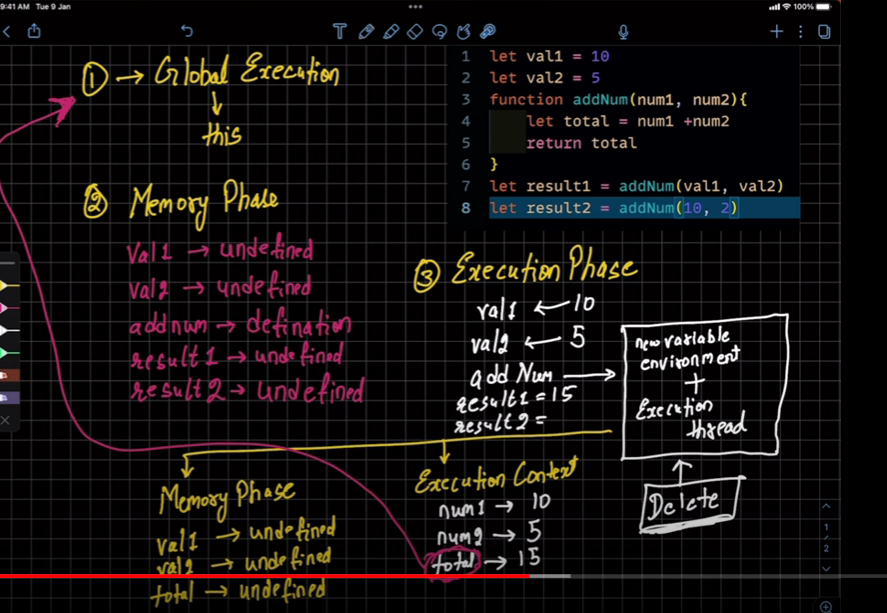 9:41 AM Tue 9 Jan
100%
① → Global Execution
↓
this
② Memory Phase
Val1 → undefined
val2 → undefined
addnum → defination
result1 → undefined
result2 → undefined
1 let val1 = 10
2 let val2 = 5
3 function addNum(num1, num2){
4 let total = num1 +num2
5 return total
6 }
7 let result1 = addNum(val1, val2)
8 let result2 = addNum(10, 2)
③ Execution Phase
val1 ← 10
val2 ← 5
add Num →
result1 = 15
result2 =
new variable
environment
+
Execution
thread
Delete
Memory Phase
val1 → undefined
val2 → undefined
total → undefined
Execution Context
num1 → 10
num2 → 5
total → 15
1
/
2